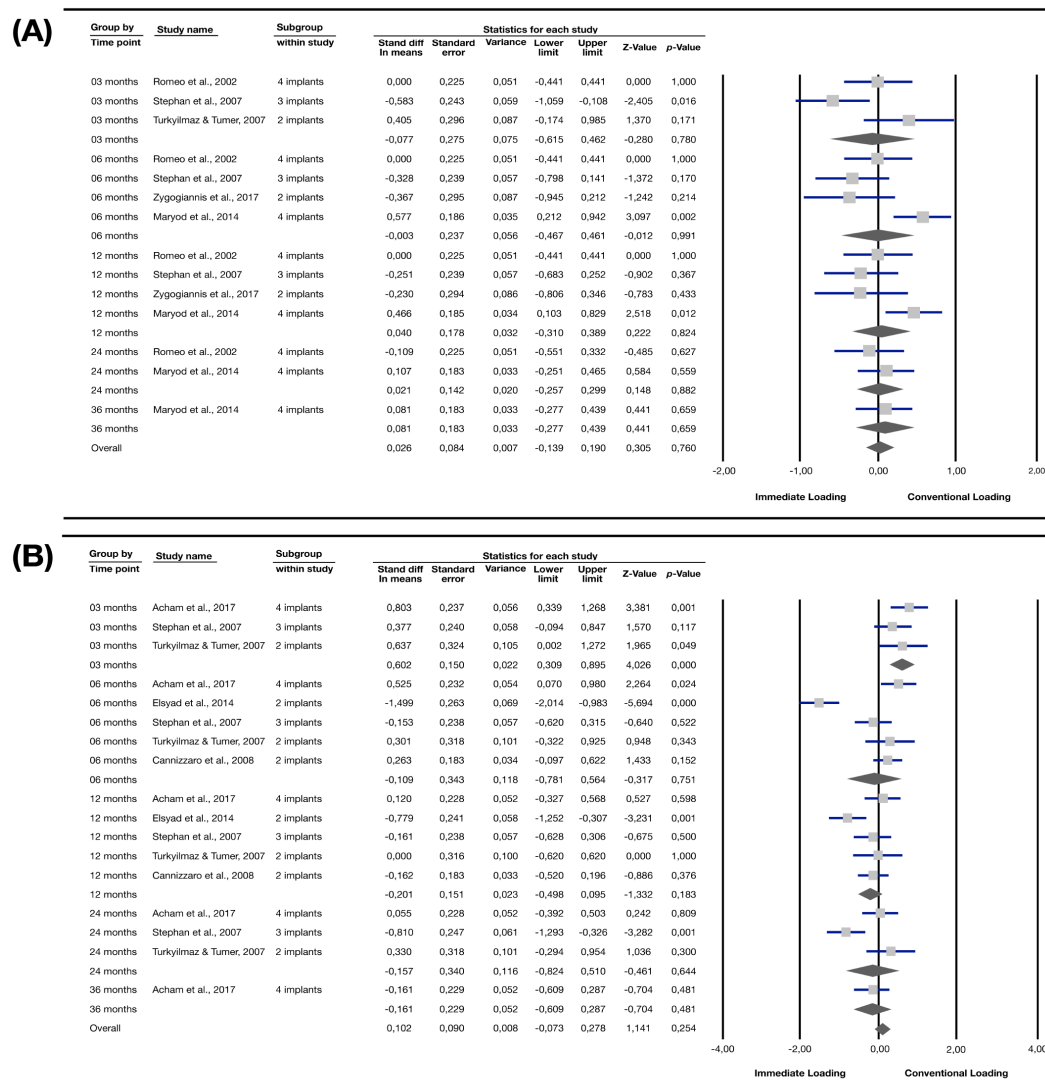 (A)
Group by Study name Subgroup Statistics for each study
Time point within study Stand diff In means Standard error Variance Lower limit Upper limit Z-Value p-Value
03 months Romeo et al., 2002 4 implants 0,000 0,225 0,051 -0,441 0,441 0,000 1,000
03 months Stephan et al., 2007 3 implants -0,583 0,243 0,059 -1,059 -0,108 -2,405 0,016
03 months Turkyilmaz & Tumer, 2007 2 implants 0,405 0,296 0,087 -0,174 0,985 1,370 0,171
03 months -0,077 0,275 0,075 -0,615 0,462 -0,280 0,780
06 months Romeo et al., 2002 4 implants 0,000 0,225 0,051 -0,441 0,441 0,000 1,000
06 months Stephan et al., 2007 3 implants -0,328 0,239 0,057 -0,798 0,141 -1,372 0,170
06 months Zygogiannis et al., 2017 2 implants -0,367 0,295 0,087 -0,945 0,212 -1,242 0,214
06 months Maryod et al. 2014 4 implants 0,577 0,186 0,035 0,212 0,942 3,097 0,002
06 months -0,003 0,237 0,056 -0,467 0,461 -0,012 0,991
12 months Romeo et al., 2002 4 implants 0,000 0,225 0,051 -0,441 0,441 0,000 1,000
12 months Stephan et al., 2007 3 implants -0,251 0,239 0,057 -0,683 0,252 -0,902 0,367
12 months Zygogiannis et al., 2017 2 implants -0,230 0,294 0,086 -0,806 0,346 -0,783 0,433
12 months Maryod et al. 2014 4 implants 0,466 0,185 0,034 0,103 0,829 2,518 0,012
12 months 0,040 0,178 0,032 -0,310 0,389 0,222 0,824
24 months Romeo et al., 2002 4 implants -0,109 0,225 0,051 -0,551 0,332 -0,485 0,627
24 months Maryod et al. 2014 4 implants 0,107 0,183 0,033 -0,251 0,465 0,584 0,559
24 months 0,021 0,142 0,020 -0,257 0,299 0,148 0,882
36 months Maryod et al. 2014 4 implants 0,081 0,183 0,033 -0,277 0,439 0,441 0,659
36 months 0,081 0,183 0,033 -0,277 0,439 0,441 0,659
Overall 0,026 0,084 0,007 -0,139 0,190 0,305 0,760
-2,00 -1,00 0,00 1,00 2,00
Immediate Loading Conventional Loading
(B)
Group by Study name Subgroup Statistics for each study
Time point within study Stand diff In means Standard error Variance Lower limit Upper limit Z-Value p-Value
03 months Acham et al., 2017 4 implants 0,803 0,237 0,056 0,339 1,268 3,381 0,001
03 months Stephan et al., 2007 3 implants 0,377 0,240 0,058 -0,094 0,847 1,570 0,117
03 months Turkyilmaz & Tumer, 2007 2 implants 0,637 0,324 0,105 0,002 1,272 1,965 0,049
03 months 0,602 0,150 0,022 0,309 0,895 4,026 0,000
06 months Acham et al., 2017 4 implants 0,525 0,232 0,054 0,070 0,980 2,264 0,024
06 months Elsyad et al., 2014 2 implants -1,499 0,263 0,069 -2,014 -0,983 -5,694 0,000
06 months Stephan et al., 2007 3 implants -0,153 0,238 0,057 -0,620 0,315 -0,640 0,522
06 months Turkyilmaz & Tumer, 2007 2 implants 0,301 0,318 0,101 -0,322 0,925 0,948 0,343
06 months Cannizzaro et al., 2008 2 implants 0,263 0,183 0,034 -0,097 0,622 1,433 0,152
06 months -0,109 0,343 0,118 -0,781 0,564 -0,317 0,751
12 months Acham et al., 2017 4 implants 0,120 0,228 0,052 -0,327 0,568 0,527 0,598
12 months Elsyad et al., 2014 2 implants -0,779 0,241 0,058 -1,252 -0,307 -3,231 0,001
12 months Stephan et al., 2007 3 implants -0,161 0,238 0,057 -0,628 0,306 -0,675 0,500
12 months Turkyilmaz & Tumer, 2007 2 implants 0,000 0,316 0,100 -0,620 0,620 0,000 1,000
12 months Cannizzaro et al., 2008 2 implants -0,162 0,183 0,033 -0,520 0,196 -0,886 0,376
12 months -0,201 0,151 0,023 -0,498 0,095 -1,332 0,183
24 months Acham et al., 2017 4 implants 0,055 0,228 0,052 -0,392 0,503 0,242 0,809
24 months Stephan et al., 2007 3 implants -0,810 0,247 0,061 -1,293 -0,326 -3,282 0,001
24 months Turkyilmaz & Tumer, 2007 2 implants 0,330 0,318 0,101 -0,294 0,954 1,036 0,300
24 months -0,157 0,340 0,116 -0,824 0,510 -0,461 0,644
36 months Acham et al., 2017 4 implants -0,161 0,229 0,052 -0,609 0,287 -0,704 0,481
36 months -0,161 0,229 0,052 -0,609 0,287 -0,704 0,481
Overall 0,102 0,090 0,008 -0,073 0,278 1,141 0,254
-4,00 -2,00 0,00 2,00 4,00
Immediate Loading Conventional Loading